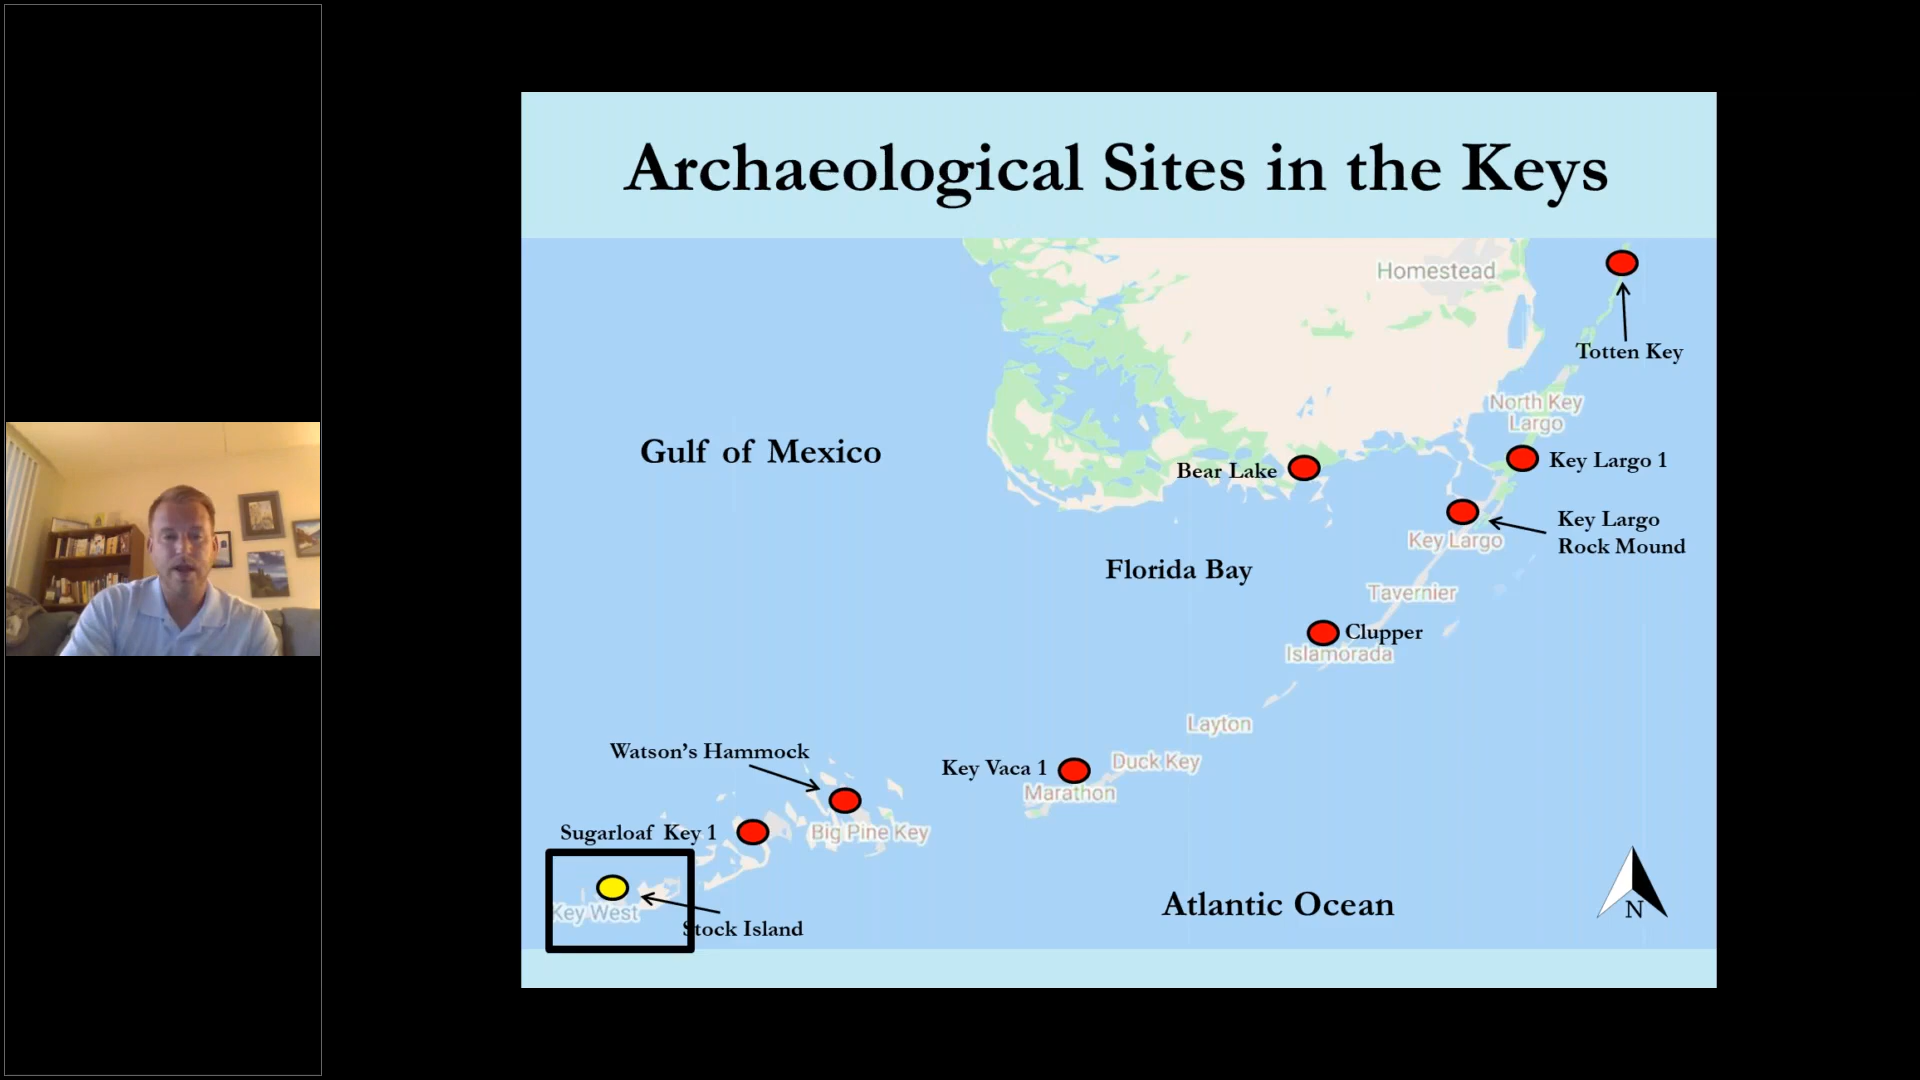 Archaeological Sites in the Keys
Homestead
Totten Key
North Key
Largo
Gulf of Mexico
Bear Lake
Key Largo 1
Key Largo
Rock Mound
Key Largo
Florida Bay
Tavernier
Clupper
Islamorada
Layton
Watson's Hammock
Duck Key
Key Vaca 1
Marathon
Sugarloaf Key 1
Big Pine Key
Key West
Stock Island
Atlantic Ocean
N